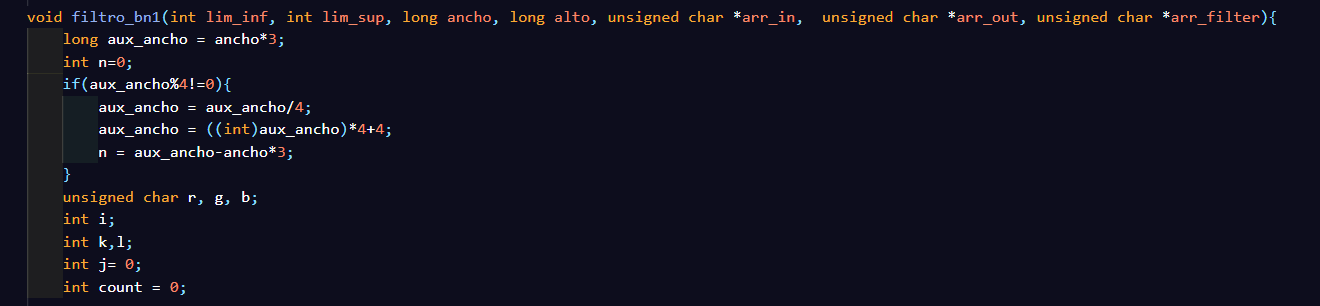 void filtro_bn1(int lim_inf, int lim_sup, long ancho, long alto, unsigned char *arr_in,  unsigned char *arr_out, unsigned char *arr_filter){
    long aux_ancho = ancho*3;
    int n=0;
    if(aux_ancho%4!=0){
        aux_ancho = aux_ancho/4;
        aux_ancho = ((int)aux_ancho)*4+4;
        n = aux_ancho-ancho*3;
    }
    unsigned char r, g, b;
    int i;
    int k,l;
    int j= 0;
    int count = 0;